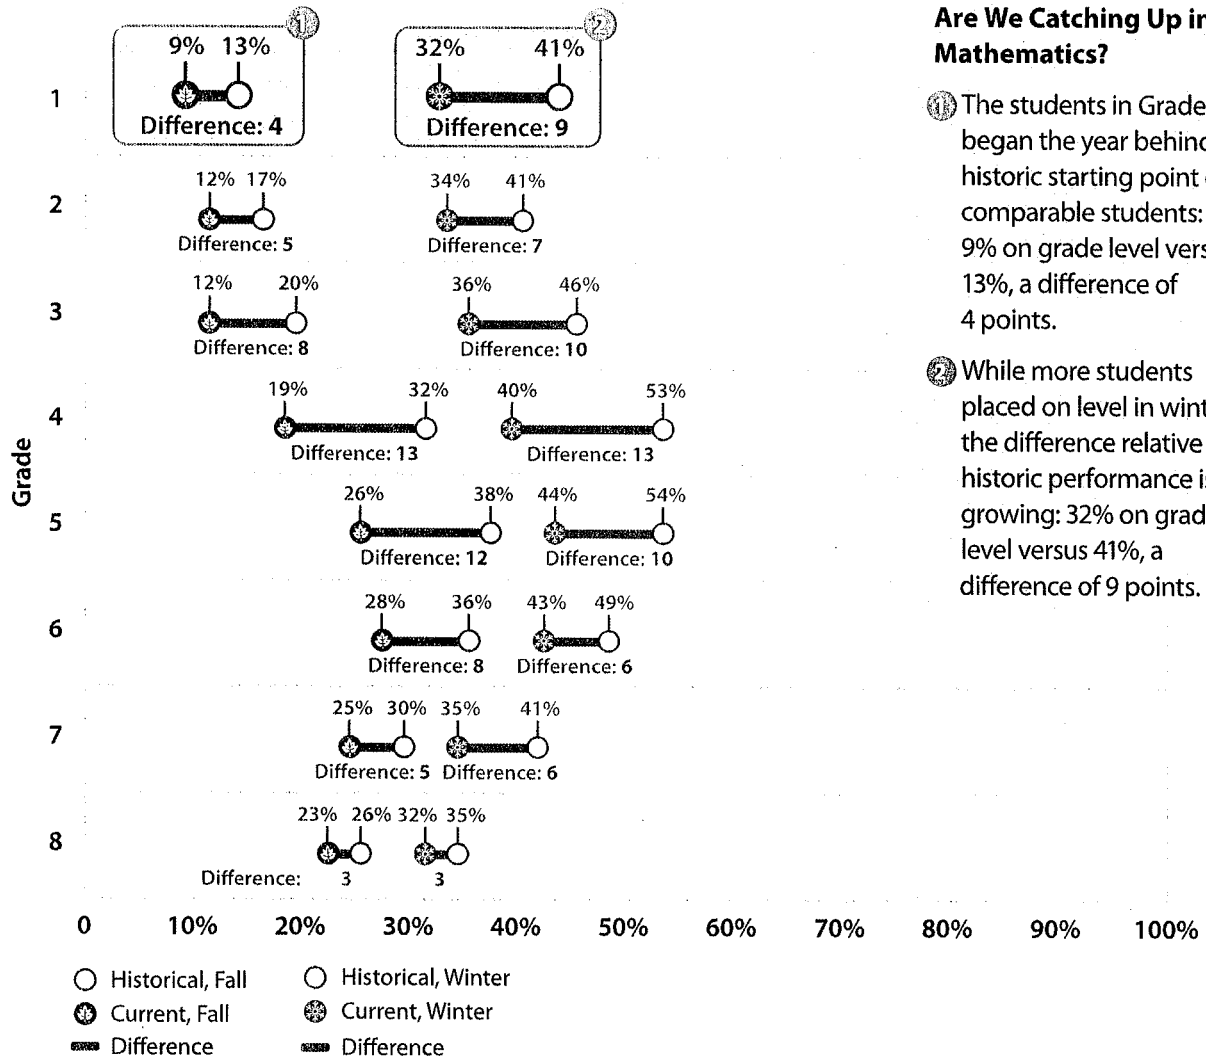 1
2
9% 13%
32% 41%
1
Difference: 4
Difference: 9
12% 17%
34% 41%
2
Difference: 5
Difference: 7
12% 20%
36% 46%
3
Difference: 8
Difference: 10
19% 32%
40% 53%
4
Difference: 13
Difference: 13
Grade
26% 38%
44% 54%
5
Difference: 12
Difference: 10
28% 36%
43% 49%
6
Difference: 8
Difference: 6
25% 30%
35% 41%
7
Difference: 5
Difference: 6
23% 26%
32% 35%
8
Difference: 3 3
0 10% 20% 30% 40% 50% 60% 70% 80% 90% 100%
Historical, Fall
Current, Fall
Difference
Historical, Winter
Current, Winter
Difference
Are We Catching Up in
Mathematics?
1 The students in Grade
began the year behind
historic starting point
comparable students:
9% on grade level
13%, a difference of
4 points.
2 While more students
placed on level in
the difference relative
historic performance
growing: 32% on
level versus 41%, a
difference of 9 points.